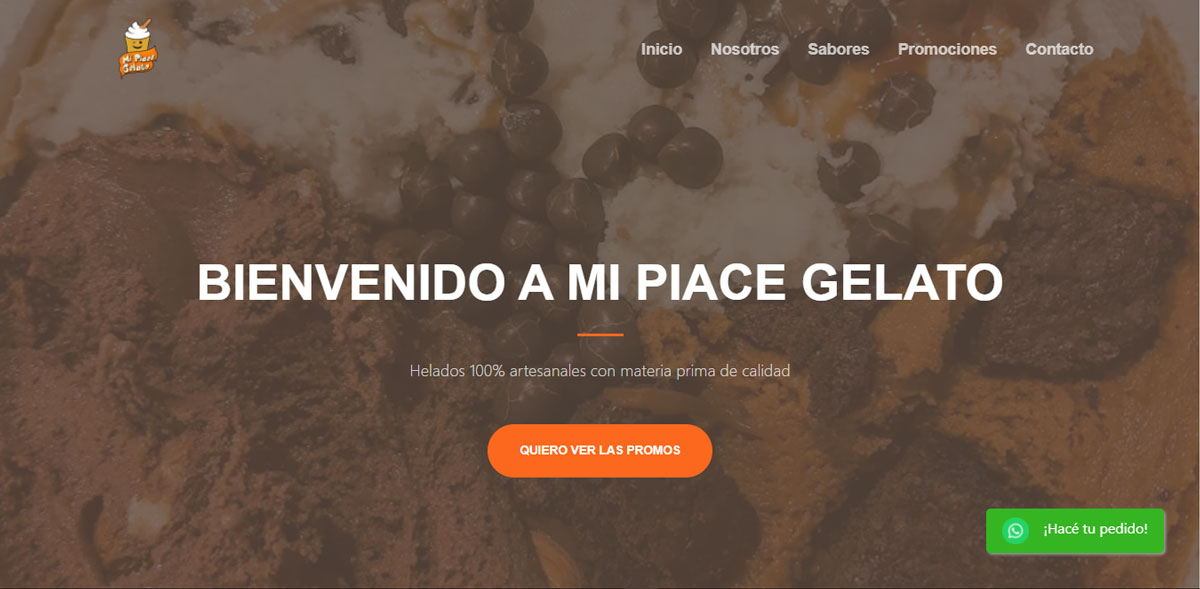 Mi Piace
Gelato
Inicio Nosotros Sabores Promociones Contacto
BIENVENIDO A MI PIACE GELATO
Helados 100% artesanales con materia prima de calidad
QUIERO VER LAS PROMOS
¡Hacé tu pedido!